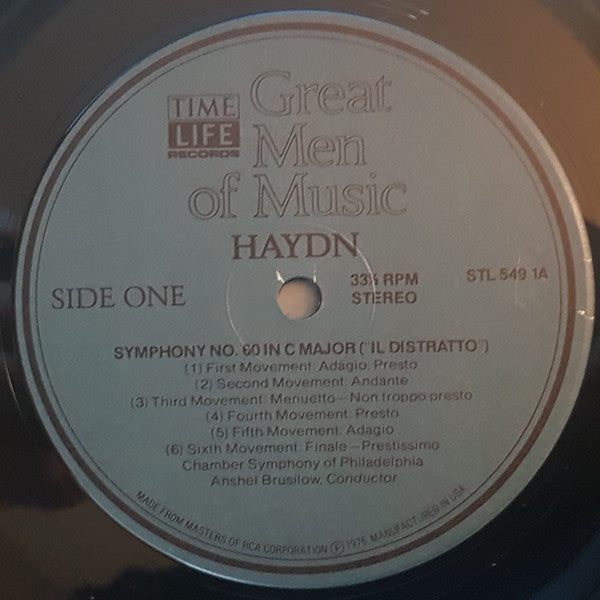 TIME
LIFE
RECORDS
Great
Men
of Music
HAYDN
SIDE ONE
33⅓ RPM
STEREO
STL 549 1A
SYMPHONY NO. 60 IN C MAJOR ("IL DISTRATTO")
(1) First Movement: Adagio; Presto
(2) Second Movement: Andante
(3) Third Movement: Menuetto—Non troppo presto
(4) Fourth Movement: Presto
(5) Fifth Movement: Adagio
(6) Sixth Movement: Finale—Prestissimo
Chamber Symphony of Philadelphia
Anshel Brusilow, Conductor
MADE FROM MASTERS OF RCA CORPORATION ℗ 1976 MANUFACTURED IN USA